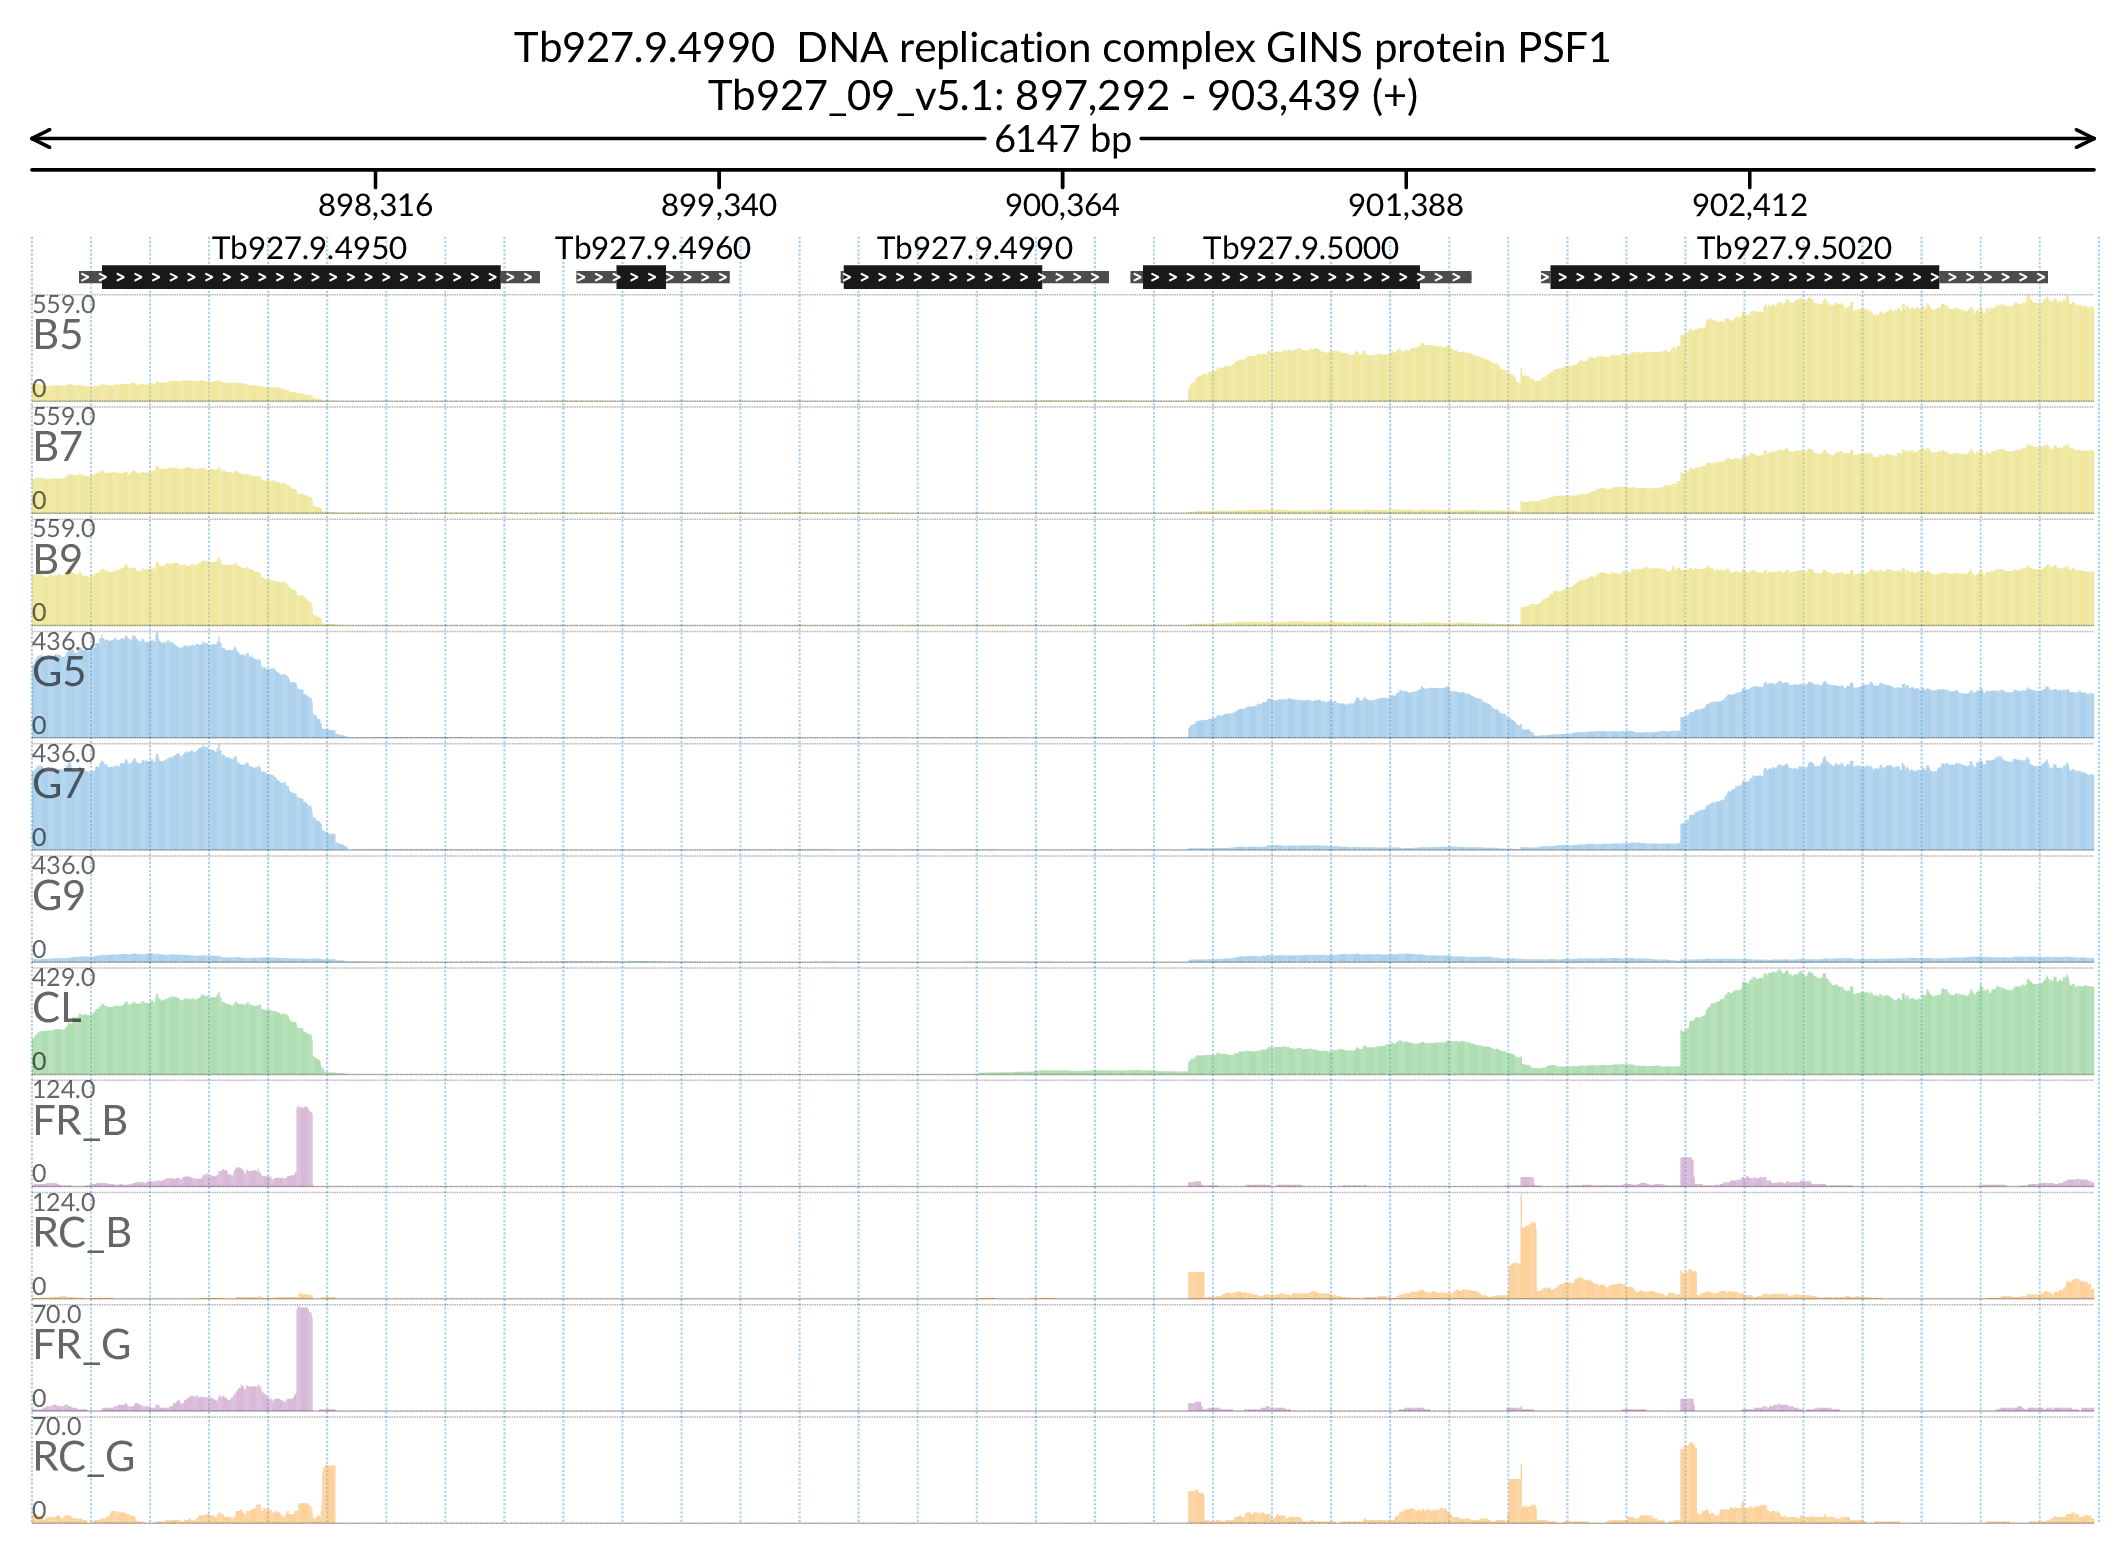 Tb927.9.4990  DNA replication complex GINS protein PSF1
Tb927_09_v5.1: 897,292 - 903,439 (+)
6147 bp
898,316 899,340 900,364 901,388 902,412
Tb927.9.4950 Tb927.9.4960 Tb927.9.4990 Tb927.9.5000 Tb927.9.5020
559.0
B5
0
559.0
B7
0
559.0
B9
0
436.0
G5
0
436.0
G7
0
436.0
G9
0
429.0
CL
0
124.0
FR_B
0
124.0
RC_B
0
70.0
FR_G
0
70.0
RC_G
0